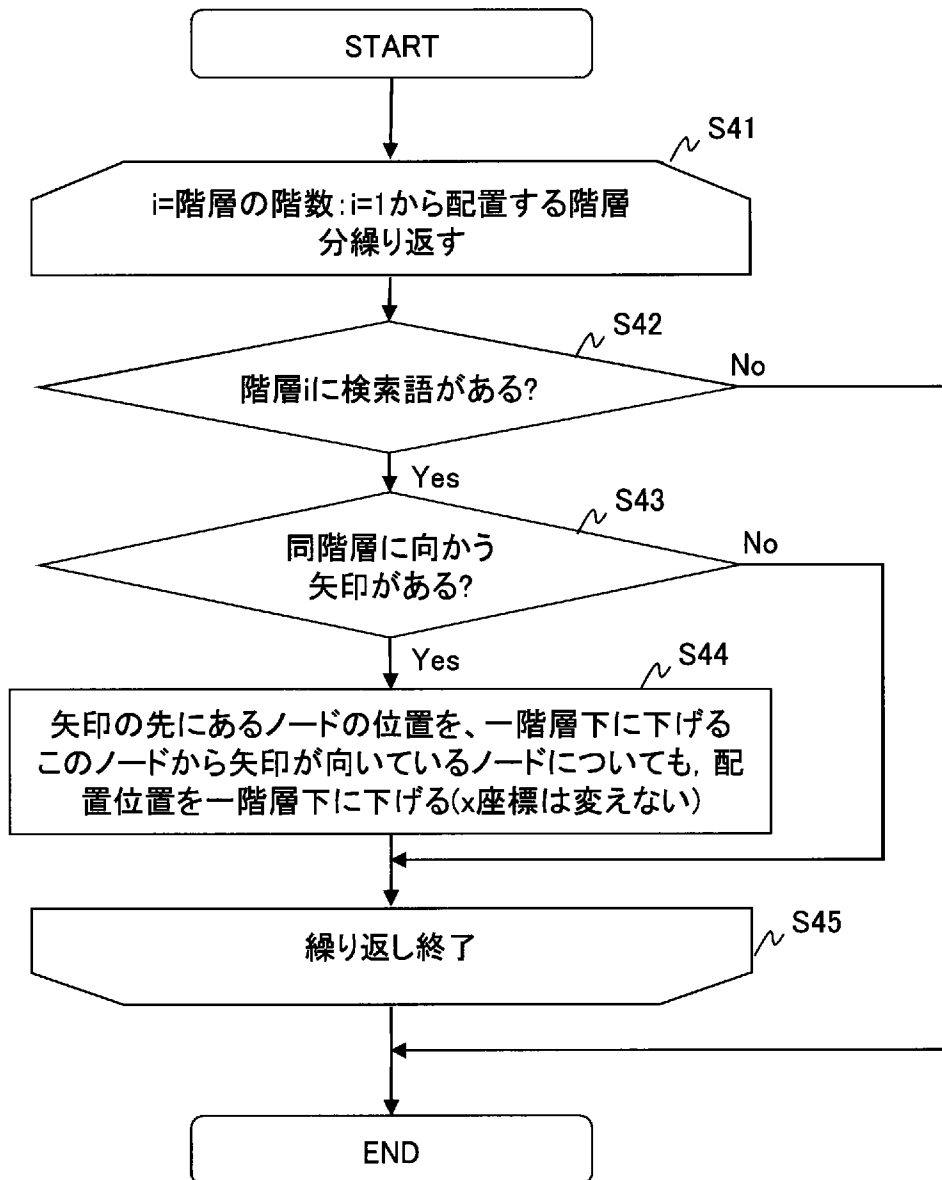 START
S41
i=階層の階数:i=1から配置する階層
分繰り返す
S42
階層iに検索語がある?
No
Yes
S43
同階層に向かう
矢印がある?
No
Yes
S44
矢印の先にあるノードの位置を、一階層下に下げる
このノードから矢印が向いているノードについても, 配
置位置を一階層下に下げる(x座標は変えない)
繰り返し終了
S45
END